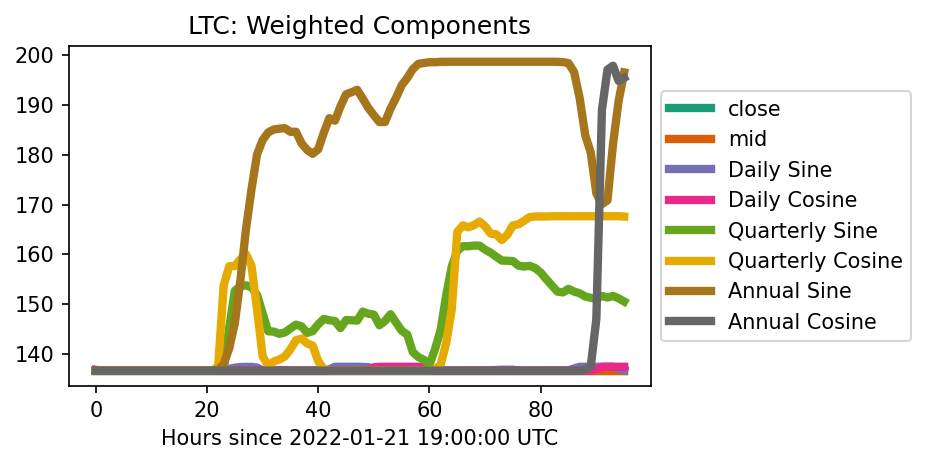 LTC: Weighted Components
200
190
180
170
160
150
140
0
20
40
60
80
Hours since 2022-01-21 19:00:00 UTC
close
mid
Daily Sine
Daily Cosine
Quarterly Sine
Quarterly Cosine
Annual Sine
Annual Cosine